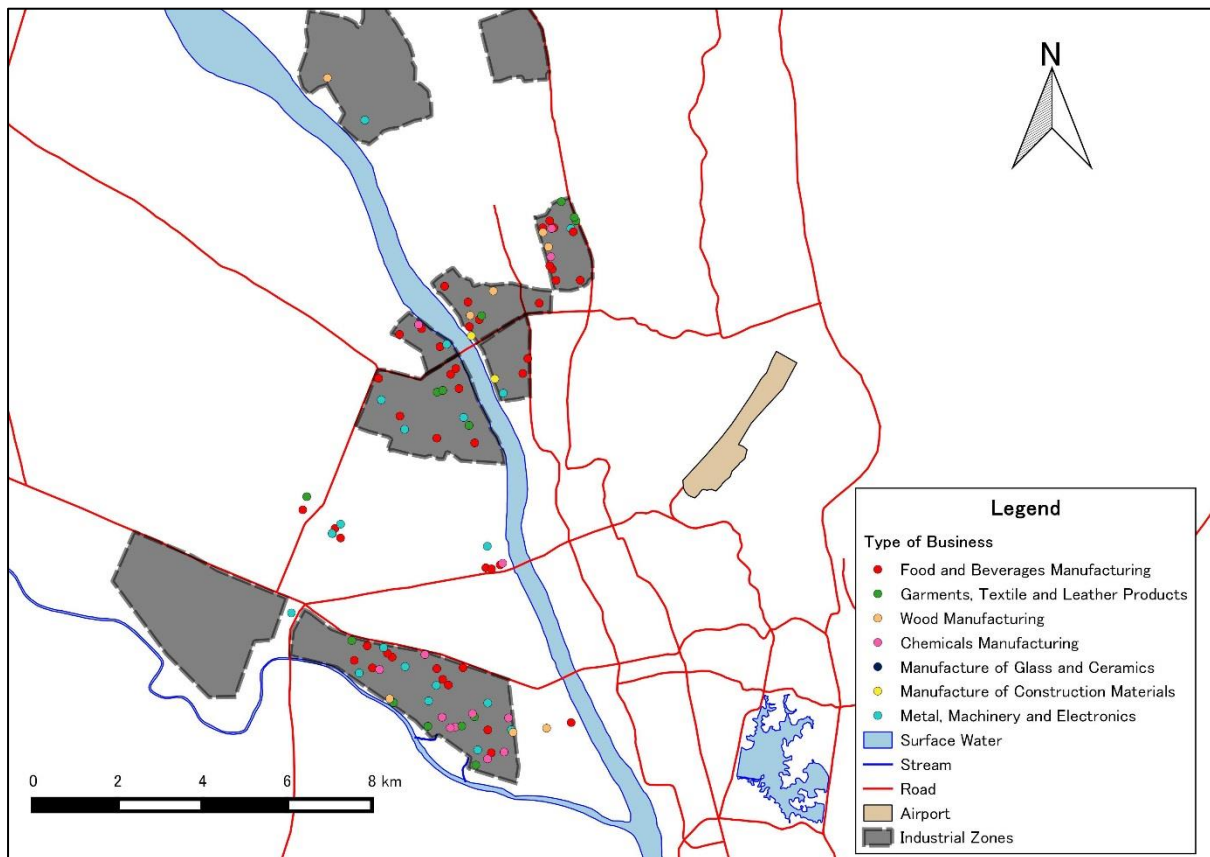 N
Legend
Type of Business
Food and Beverages Manufacturing
Garments, Textile and Leather Products
Wood Manufacturing
Chemicals Manufacturing
Manufacture of Glass and Ceramics
Manufacture of Construction Materials
Metal, Machinery and Electronics
Surface Water
Stream
Road
Airport
Industrial Zones
0 2 4 6 8 km